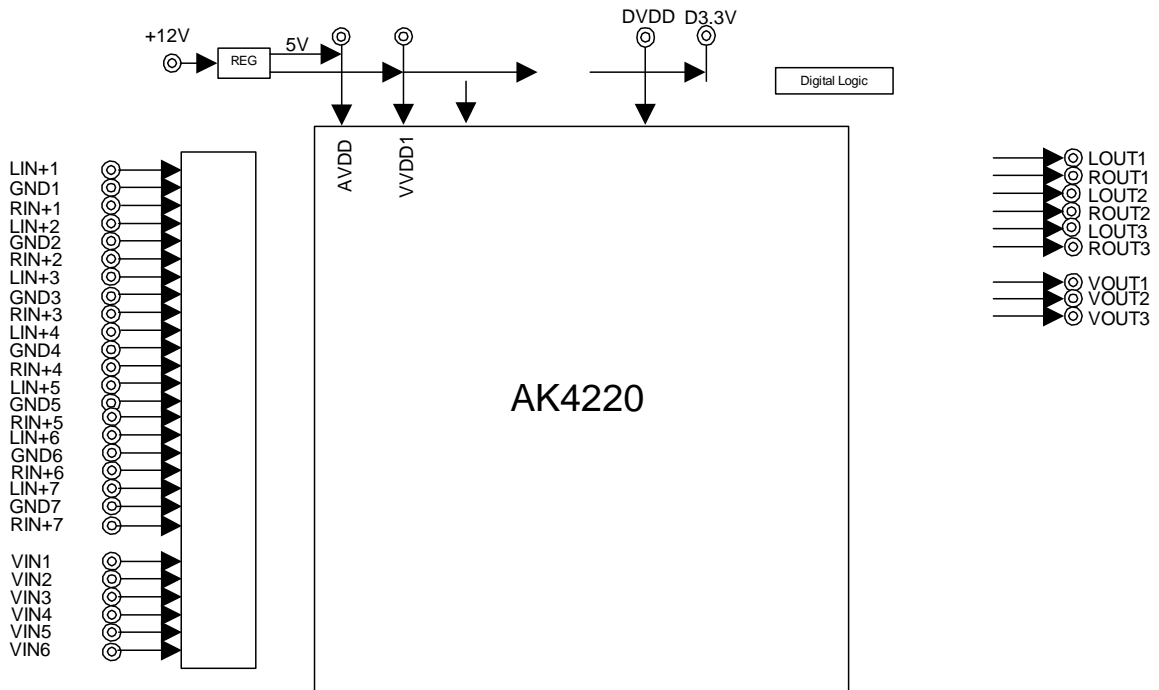 +12V
REG
5V
DVDD
D3.3V
Digital Logic
AVDD
VVDD1
LIN+1
GND1
RIN+1
LIN+2
GND2
RIN+2
LIN+3
GND3
RIN+3
LIN+4
GND4
RIN+4
LIN+5
GND5
RIN+5
LIN+6
GND6
RIN+6
LIN+7
GND7
RIN+7
VIN1
VIN2
VIN3
VIN4
VIN5
VIN6
AK4220
LOUT1
ROUT1
LOUT2
ROUT2
LOUT3
ROUT3
VOUT1
VOUT2
VOUT3